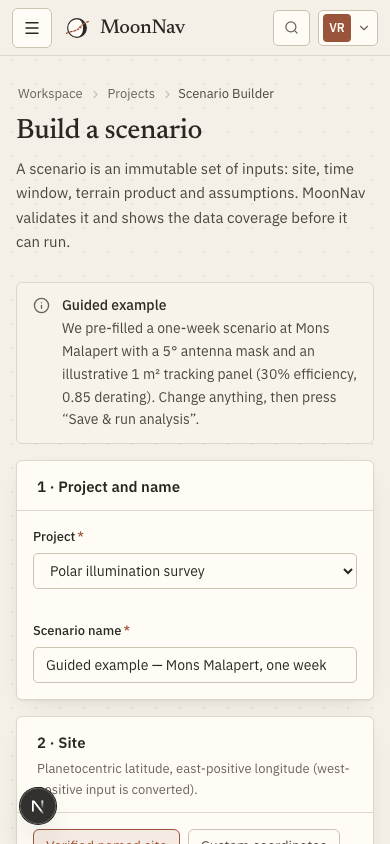 MoonNav
VR
Workspace > Projects > Scenario Builder
Build a scenario
A scenario is an immutable set of inputs: site, time
window, terrain product and assumptions. MoonNav
validates it and shows the data coverage before it
can run.
Guided example
We pre-filled a one-week scenario at Mons
Malapert with a 5° antenna mask and an
illustrative 1 m² tracking panel (30% efficiency,
0.85 derating). Change anything, then press
“Save & run analysis”.
1 · Project and name
Project *
Polar illumination survey
Scenario name *
Guided example — Mons Malapert, one week
2 · Site
Planetocentric latitude, east-positive longitude (west-
positive input is converted).
N
Verified named site
Custom coordinates